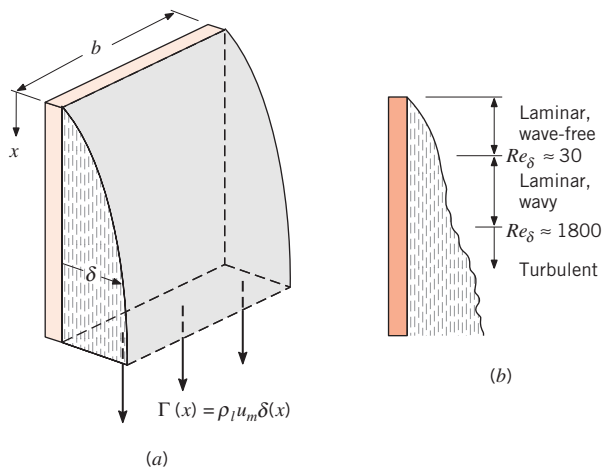 b
x
δ
Γ(x) = ρ_l u_m δ(x)
(a)
Laminar,
wave-free
Re_δ ≈ 30
Laminar,
wavy
Re_δ ≈ 1800
Turbulent
(b)